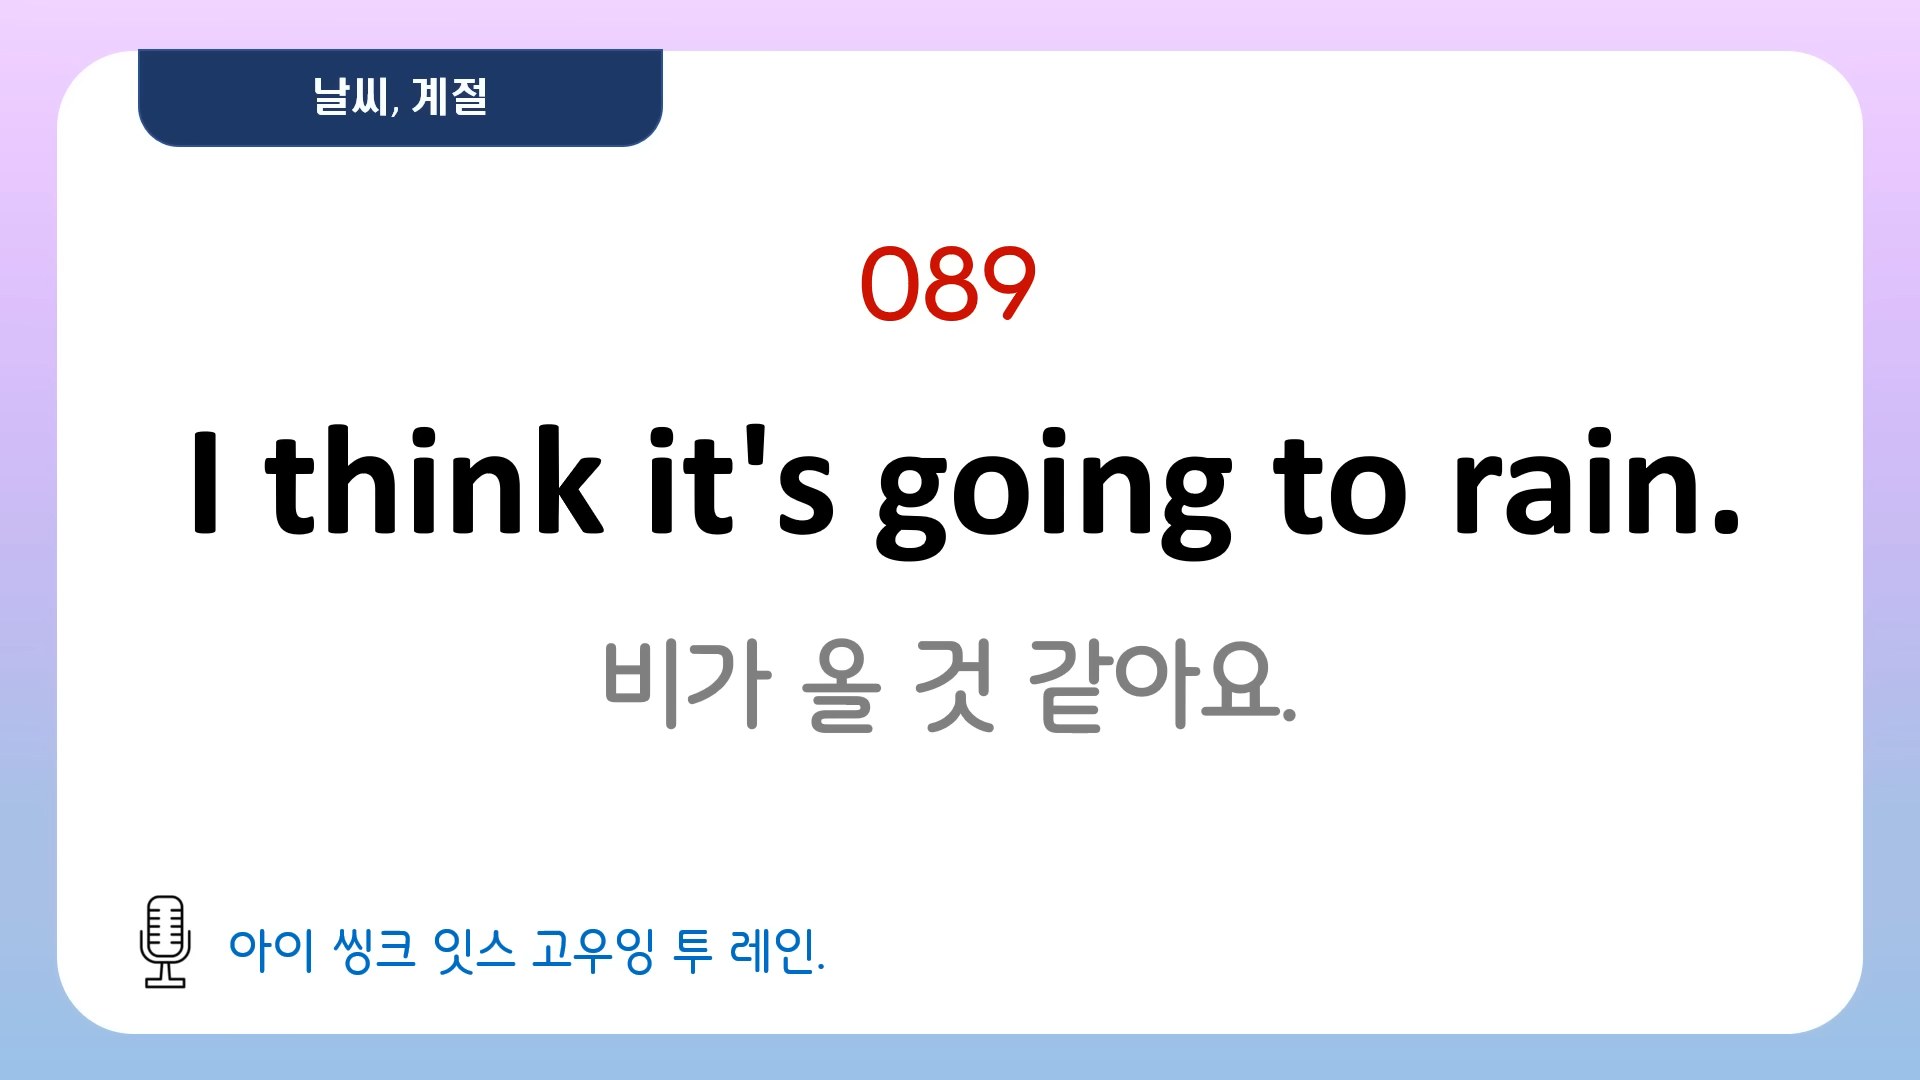 날씨, 계절
089
I think it's going to rain.
비가 올 것 같아요.
아이 씽크 잇스 고우잉 투 레인.